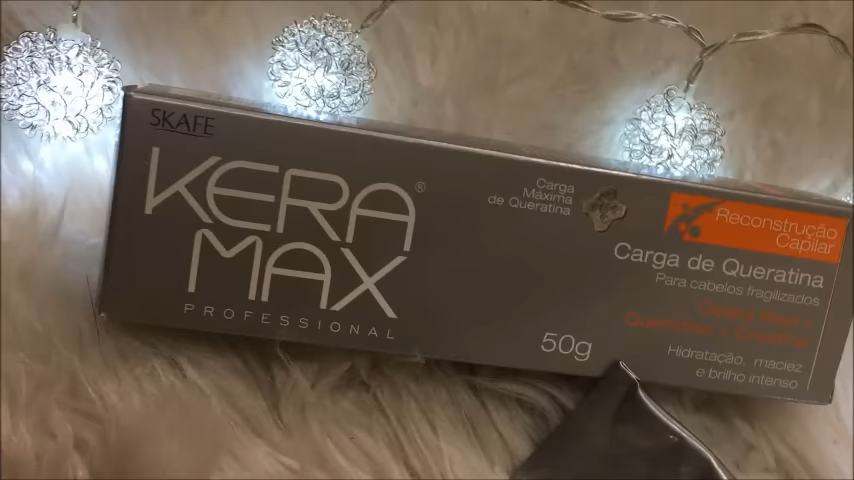 SKAFE
KERA
MAX
PROFESSIONAL
Carga
Máxima
de Queratina
Reconstrução
Capilar
Carga de Queratina
Para cabelos fragilizados
Queratina + Creatina
Hidratação, maciez
e brilho intenso
50g